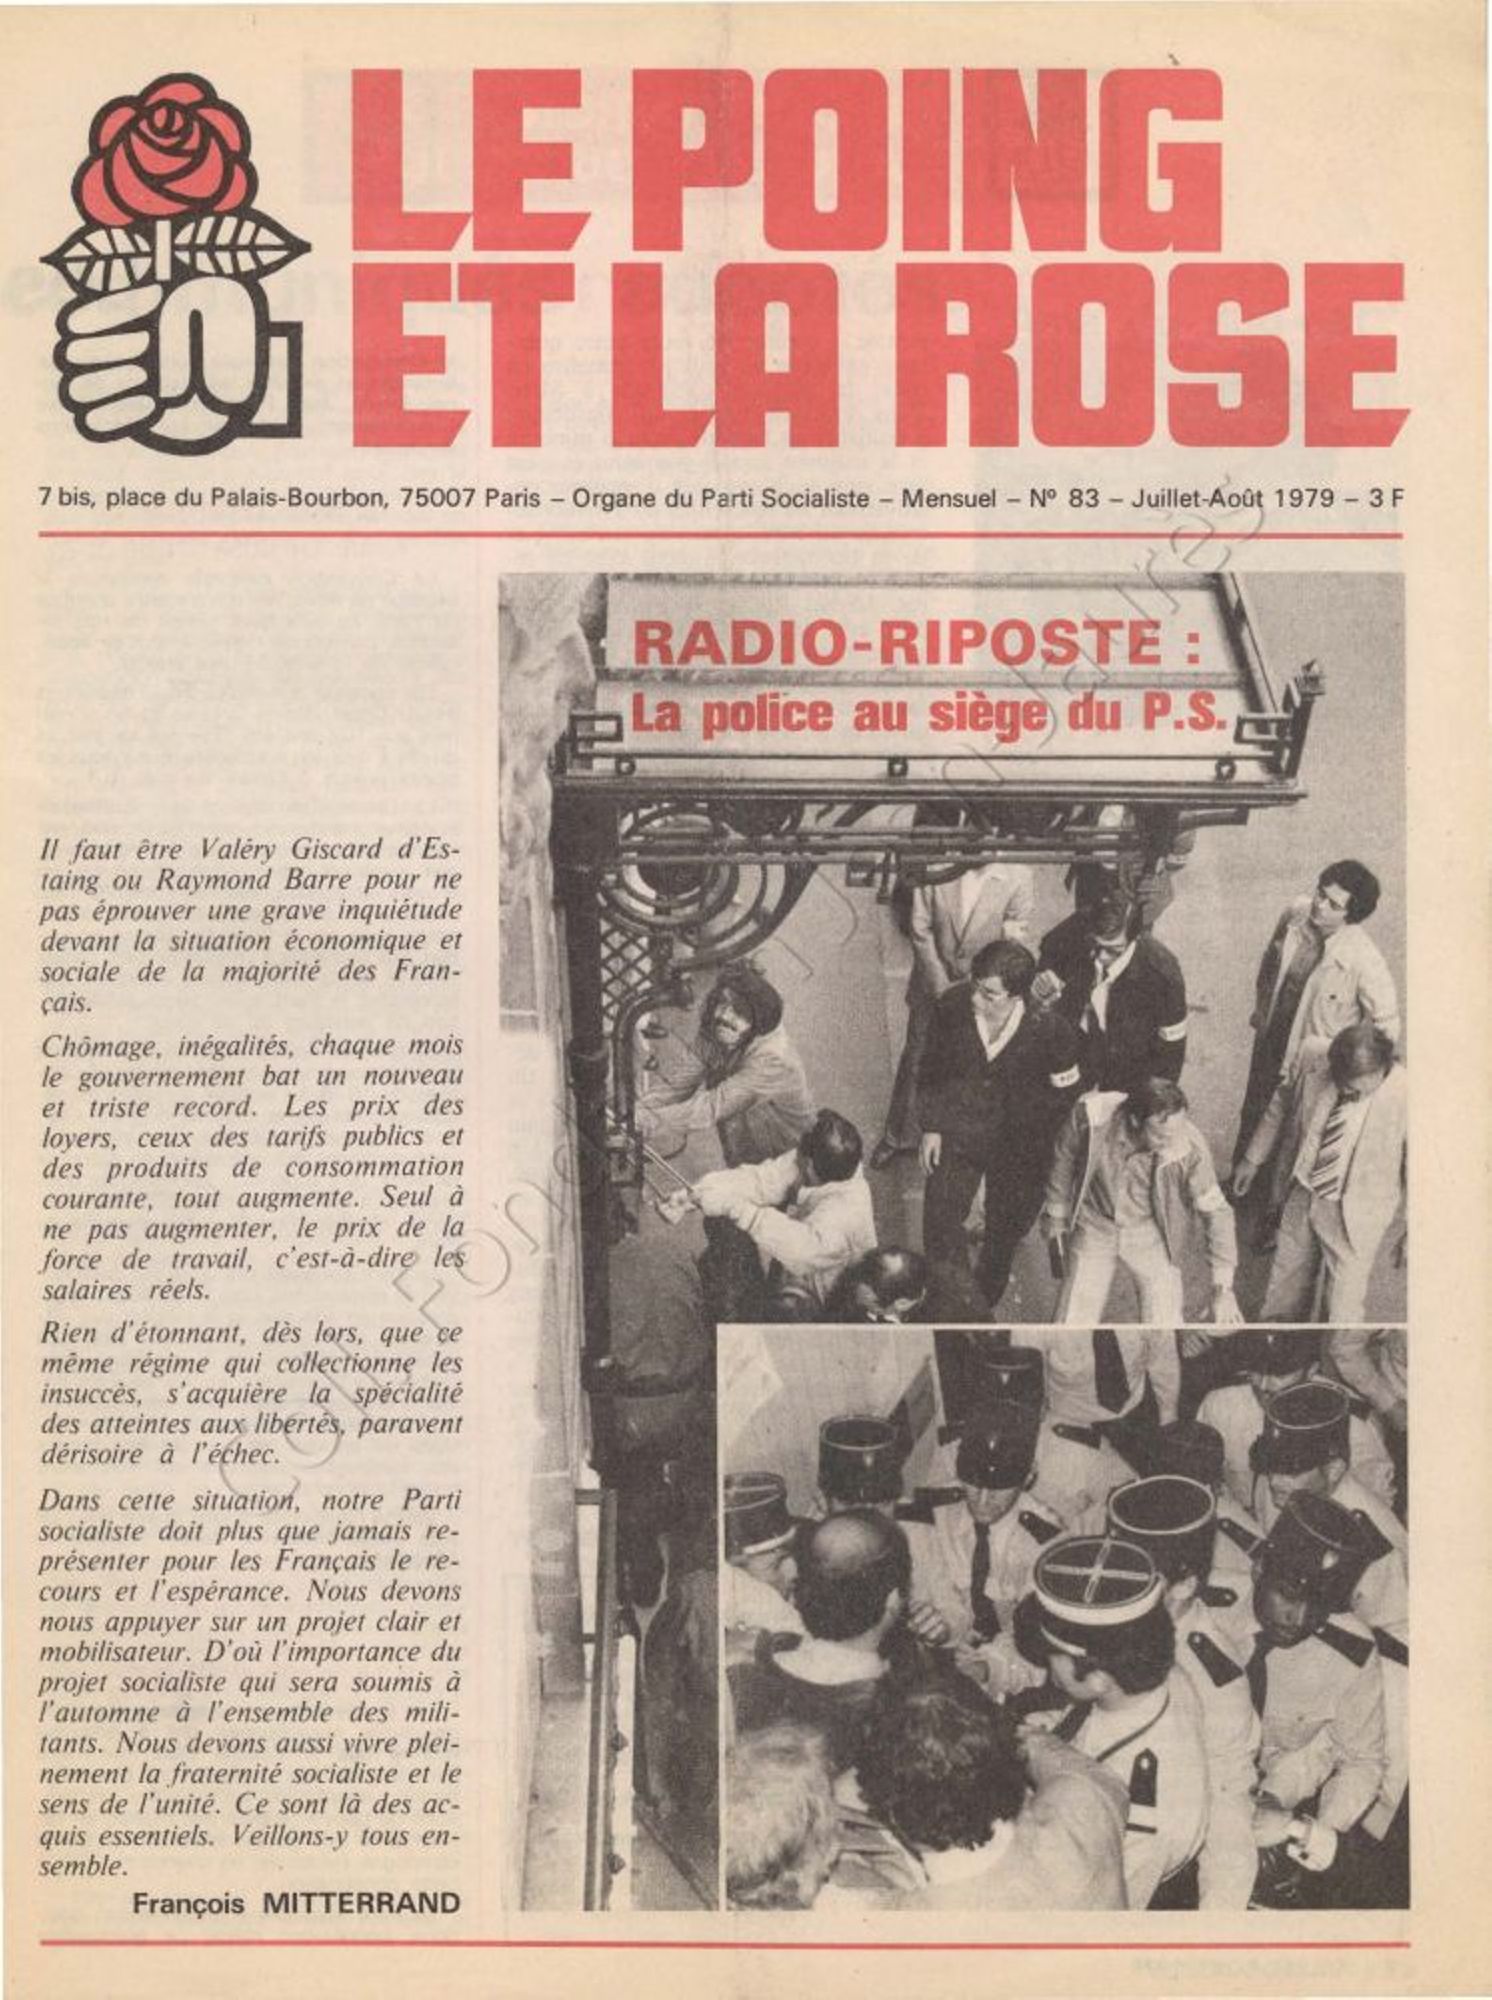 LE POING
ET LA ROSE
7 bis, place du Palais-Bourbon, 75007 Paris – Organe du Parti Socialiste – Mensuel – Nº 83 – Juillet-Août 1979 – 3 F
RADIO-RIPOSTE :
La police au siège du P.S.
Il faut être Valéry Giscard d'Es-
taing ou Raymond Barre pour ne
pas éprouver une grave inquiétude
devant la situation économique et
sociale de la majorité des Fran-
çais.
Chômage, inégalités, chaque mois
le gouvernement bat un nouveau
et triste record. Les prix des
loyers, ceux des tarifs publics et
des produits de consommation
courante, tout augmente. Seul à
ne pas augmenter, le prix de la
force de travail, c'est-à-dire les
salaires réels.
Rien d'étonnant, dès lors, que ce
même régime qui collectionne les
insuccès, s'acquière la spécialité
des atteintes aux libertés, paravent
dérisoire à l'échec.
Dans cette situation, notre Parti
socialiste doit plus que jamais re-
présenter pour les Français le re-
cours et l'espérance. Nous devons
nous appuyer sur un projet clair et
mobilisateur. D'où l'importance du
projet socialiste qui sera soumis à
l'automne à l'ensemble des mili-
tants. Nous devons aussi vivre plei-
nement la fraternité socialiste et le
sens de l'unité. Ce sont là des ac-
quis essentiels. Veillons-y tous en-
semble.
François MITTERRAND